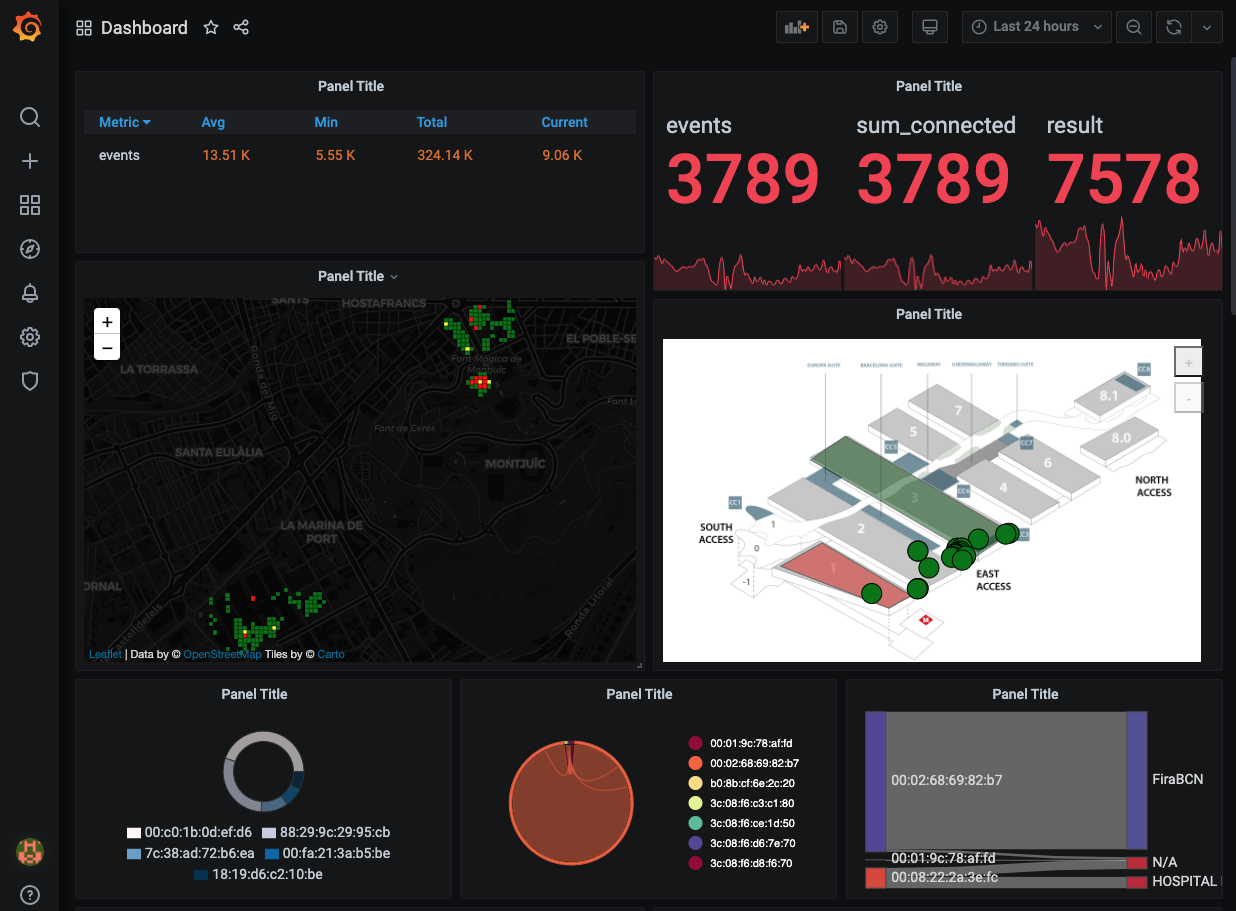 Dashboard
Last 24 hours
Panel Title
Metric Avg Min Total Current
events 13.51 K 5.55 K 324.14 K 9.06 K
Panel Title
events sum_connected result
3789 3789 7578
Panel Title
+
−
SANTS
HOSTAFRANCS
EL POBLE-SE
LA TORRASSA
Font Màgica de
Montjuïc
Ronda del Mig
Font L
Font de Ceres
SANTA EULÀLIA
MONTJUÏC
LA MARINA DE
PORT
ORNAL
Castelldefels
Ronda Litoral
Leaflet | Data by © OpenStreetMap Tiles by © Carto
Panel Title
+
-
EUROPA SUITE
BARCELONA SUITE
WALKWAY
UNDERWALKWAY
TIBIDABO SUITE
CC8
8.1
7
5
8.0
CC5
CC7
6
NORTH
ACCESS
3
CC4
4
CC1
SOUTH
ACCESS
1
2
CC3
0
EAST
ACCESS
1
-1
M
Panel Title
00:c0:1b:0d:ef:d6 88:29:9c:29:95:cb
7c:38:ad:72:b6:ea 00:fa:21:3a:b5:be
18:19:d6:c2:10:be
Panel Title
00:01:9c:78:af:fd
00:02:68:69:82:b7
b0:8b:cf:6e:2c:20
3c:08:f6:c3:c1:80
3c:08:f6:ce:1d:50
3c:08:f6:d6:7e:70
3c:08:f6:d8:f6:70
Panel Title
00:02:68:69:82:b7 FiraBCN
00:01:9c:78:af:fd N/A
00:08:22:2a:3e:fc HOSPITAL